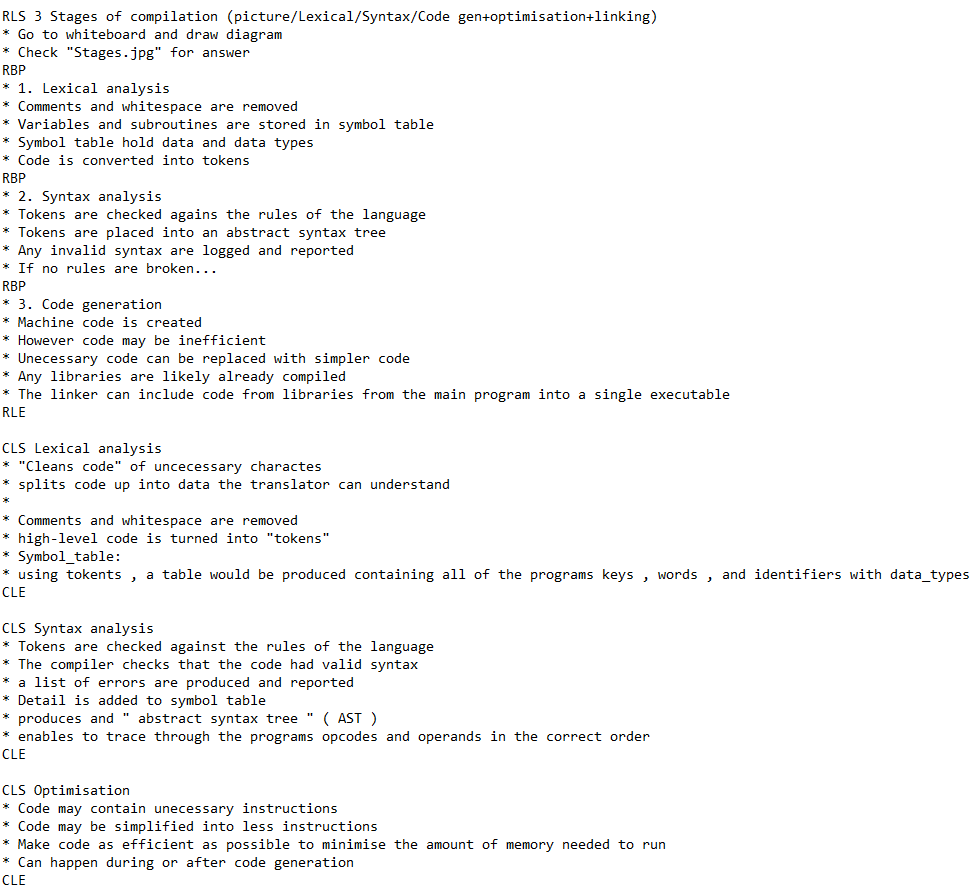 RLS 3 Stages of compilation (picture/Lexical/Syntax/Code gen+optimisation+linking)
* Go to whiteboard and draw diagram
* Check "Stages.jpg" for answer
RBP
* 1. Lexical analysis
* Comments and whitespace are removed
* Variables and subroutines are stored in symbol table
* Symbol table hold data and data types
* Code is converted into tokens
RBP
* 2. Syntax analysis
* Tokens are checked agains the rules of the language
* Tokens are placed into an abstract syntax tree
* Any invalid syntax are logged and reported
* If no rules are broken...
RBP
* 3. Code generation
* Machine code is created
* However code may be inefficient
* Unecessary code can be replaced with simpler code
* Any libraries are likely already compiled
* The linker can include code from libraries from the main program into a single executable
RLE

CLS Lexical analysis
* "Cleans code" of uncecessary charactes
* splits code up into data the translator can understand
*
* Comments and whitespace are removed
* high-level code is turned into "tokens"
* Symbol_table:
* using tokents , a table would be produced containing all of the programs keys , words , and identifiers with data_types
CLE

CLS Syntax analysis
* Tokens are checked against the rules of the language
* The compiler checks that the code had valid syntax
* a list of errors are produced and reported
* Detail is added to symbol table
* produces and " abstract syntax tree " ( AST )
* enables to trace through the programs opcodes and operands in the correct order
CLE

CLS Optimisation
* Code may contain unecessary instructions
* Code may be simplified into less instructions
* Make code as efficient as possible to minimise the amount of memory needed to run
* Can happen during or after code generation
CLE